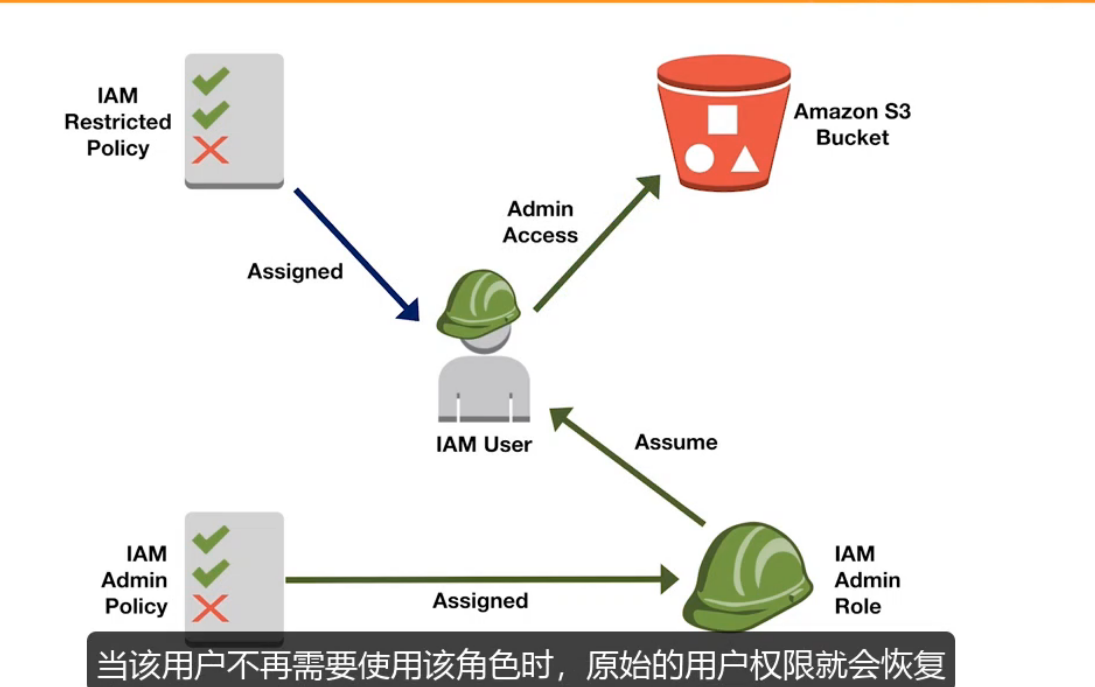 IAM
Restricted
Policy
Amazon S3
Bucket
Admin
Access
Assigned
IAM User
Assume
IAM
Admin
Policy
Assigned
IAM
Admin
Role
当该用户不再需要使用该角色时，原始的用户权限就会恢复